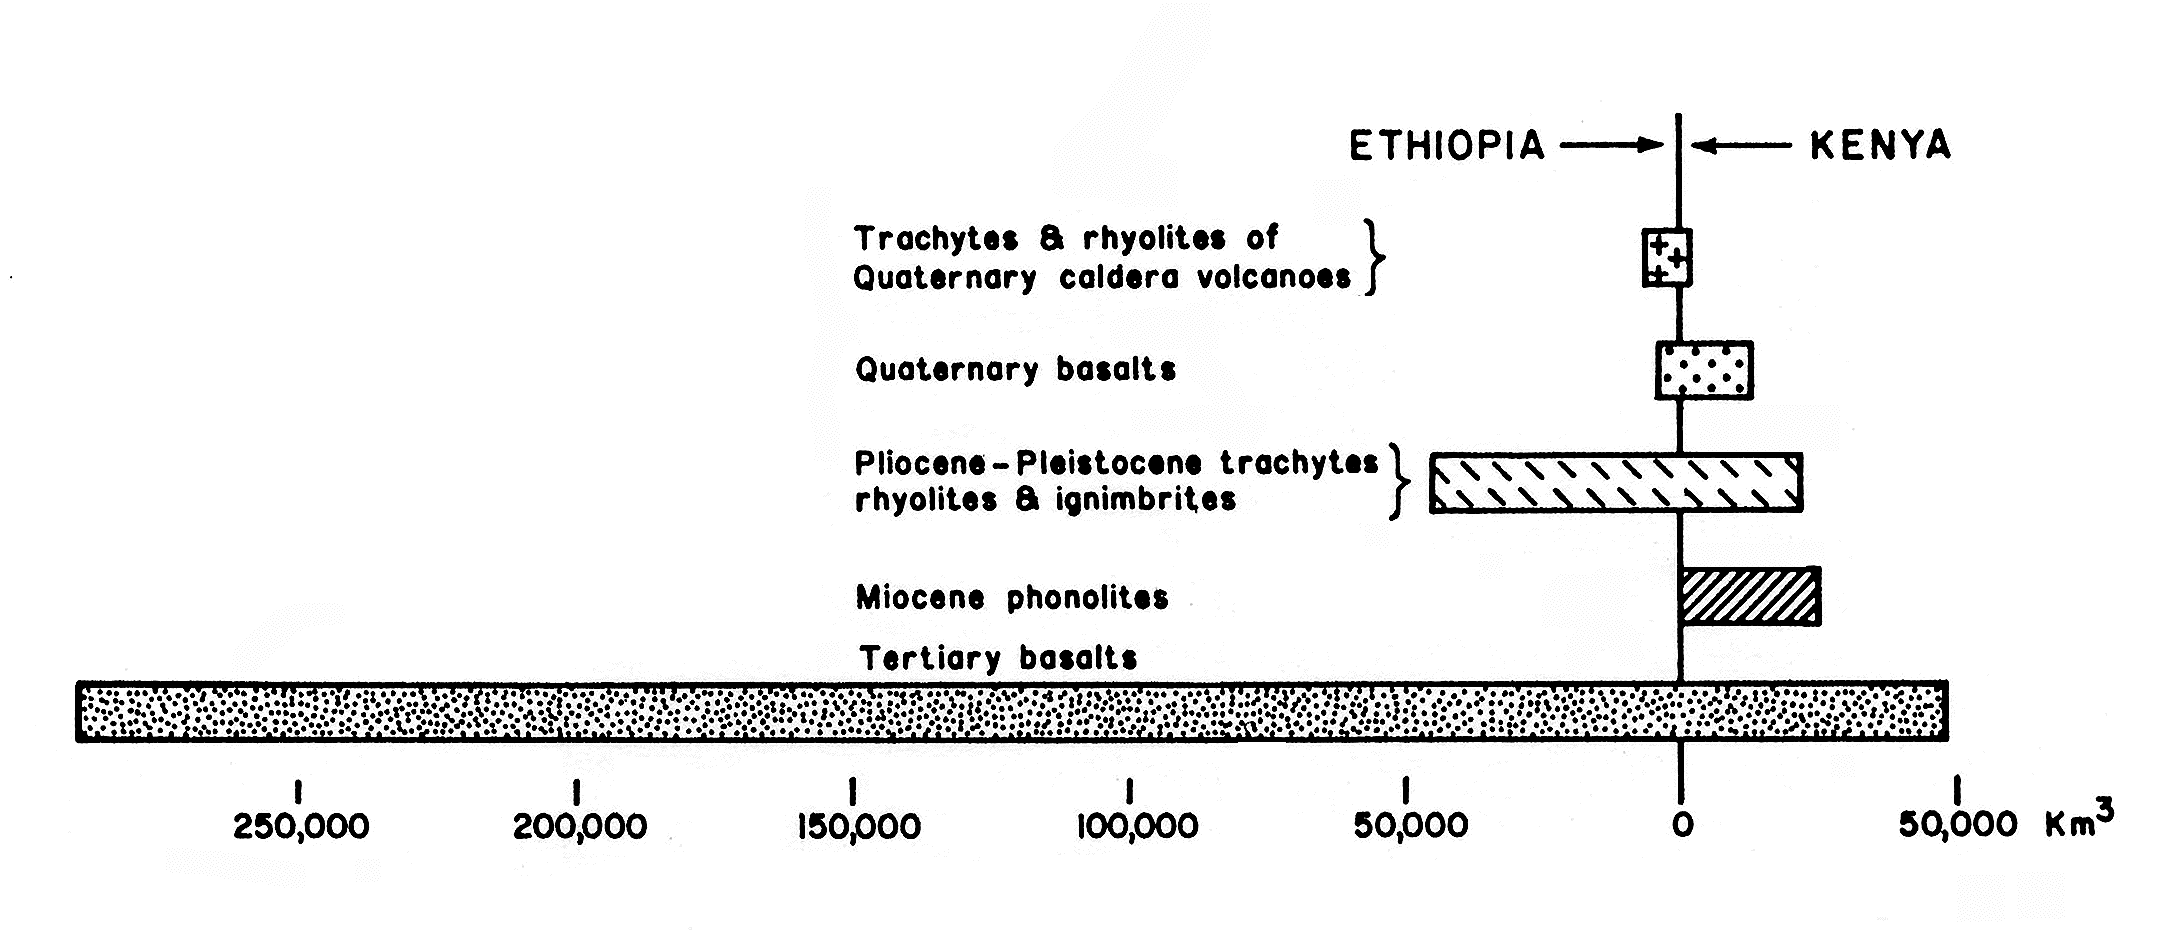 ETHIOPIA KENYA
Trachytes & rhyolites of
Quaternary caldera volcanoes
Quaternary basalts
Pliocene-Pleistocene trachytes
rhyolites & ignimbrites
Miocene phonolites
Tertiary basalts
250,000 200,000 150,000 100,000 50,000 0 50,000 Km³